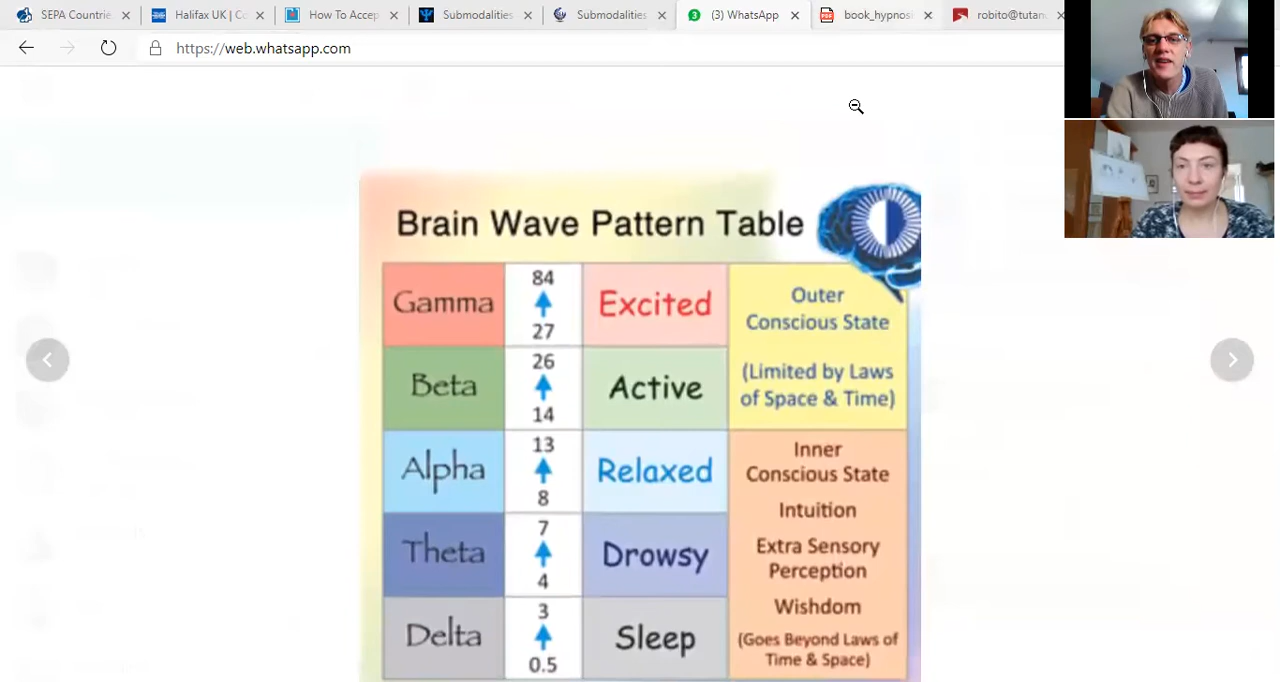 SEPA Countrie
Halifax UK | Co
How To Accep
Submodalities
Submodalities
(3) WhatsApp
book_hypnosi
robito@tutan
https://web.whatsapp.com
Brain Wave Pattern Table
Gamma
84
27
Excited
Outer
Conscious State
(Limited by Laws
of Space & Time)
Beta
26
14
Active
Alpha
13
8
Relaxed
Inner
Conscious State
Intuition
Extra Sensory
Perception
Wishdom
(Goes Beyond Laws of
Time & Space)
Theta
7
4
Drowsy
Delta
3
0.5
Sleep